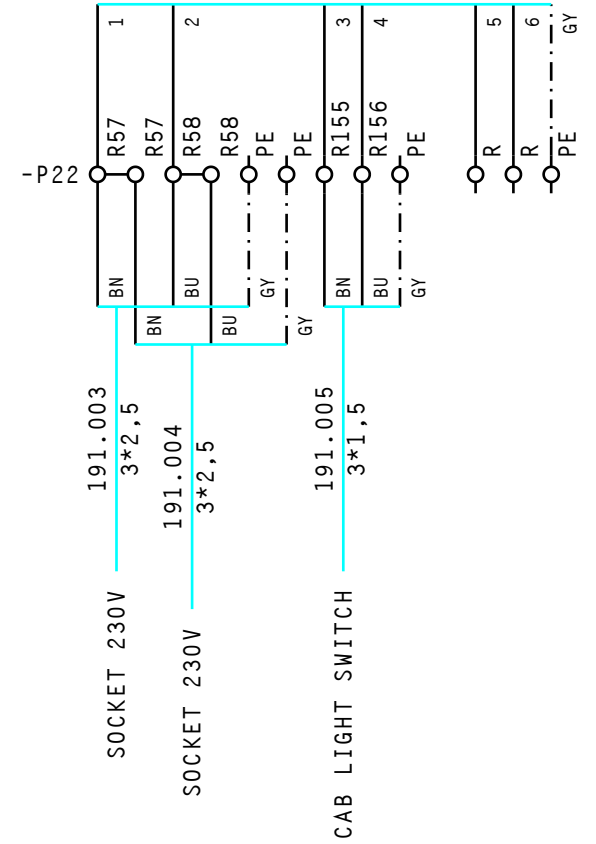 1
2
3
4
5
6
GY
-P22
R57
R57
R58
R58
PE
PE
R155
R156
PE
R
R
PE
BN
BU
GY
BN
BU
GY
BN
BU
GY
191.003
3*2,5
191.004
3*2,5
191.005
3*1,5
SOCKET 230V
SOCKET 230V
CAB LIGHT SWITCH